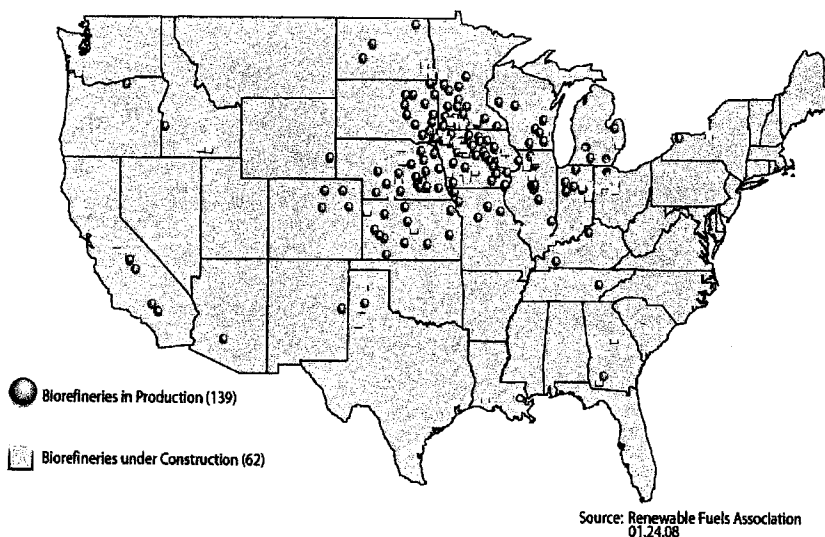 Biorefineries in Production (139)
Biorefineries under Construction (62)
Source: Renewable Fuels Association
01.24.08